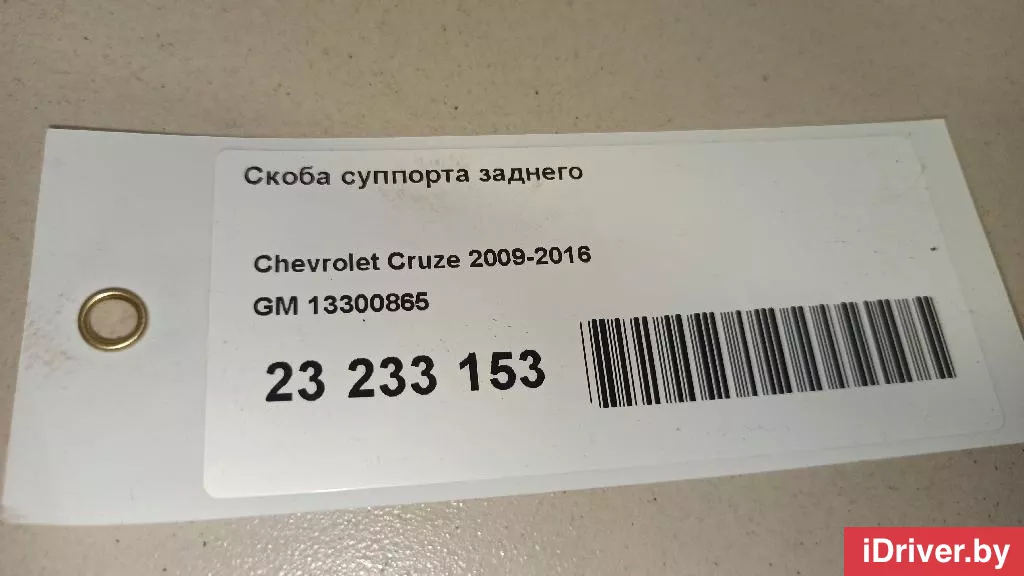 Скоба суппорта заднего
Chevrolet Cruze 2009-2016
GM 13300865
23 233 153
iDriver.by